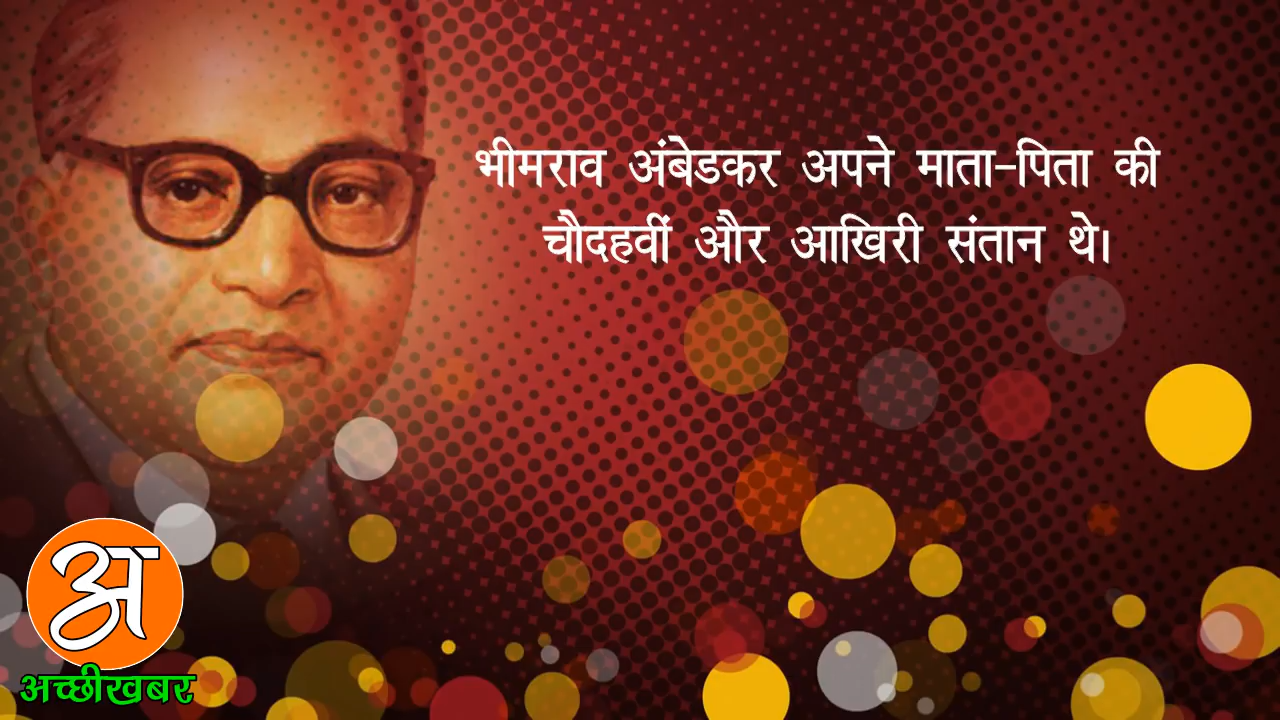 भीमराव अंबेडकर अपने माता-पिता की
चौदहवीं और आखिरी संतान थे।
अ
अच्छीखबर